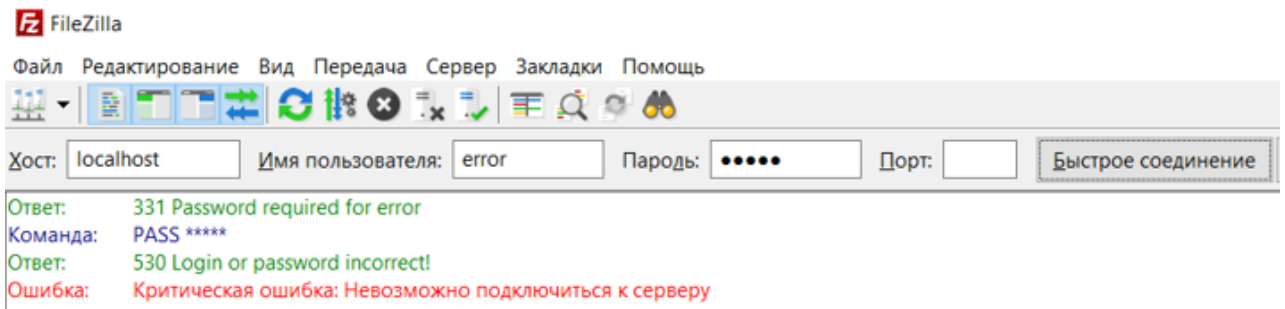 FileZilla
Файл Редактирование Вид Передача Сервер Закладки Помощь
Хост: localhost Имя пользователя: error Пароль: ●●●●● Порт: Быстрое соединение
Ответ: 331 Password required for error
Команда: PASS *****
Ответ: 530 Login or password incorrect!
Ошибка: Критическая ошибка: Невозможно подключиться к серверу